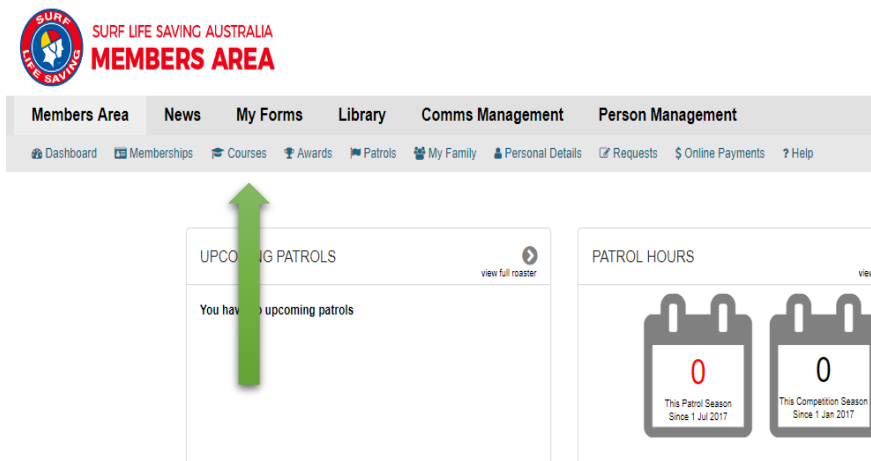 SURF
LIFE SAVING
SURF LIFE SAVING AUSTRALIA
MEMBERS AREA
Members Area News My Forms Library Comms Management Person Management
Dashboard Memberships Courses Awards Patrols My Family Personal Details Requests $ Online Payments ? Help
UPCO NG PATROLS
view full roaster
You hav o upcoming patrols
PATROL HOURS
vie
0
This Patrol Season
Since 1 Jul 2017
0
This Competition Season
Since 1 Jan 2017